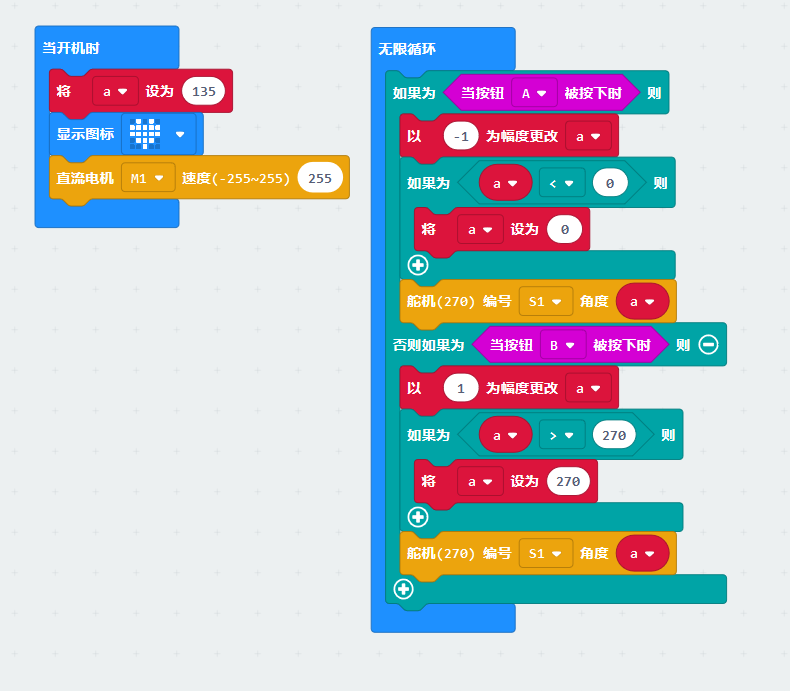 当开机时
将 a 设为 135
显示图标
直流电机 M1 速度(-255~255) 255
无限循环
如果为 当按钮 A 被按下时 则
以 -1 为幅度更改 a
如果为 a < 0 则
将 a 设为 0
舵机(270) 编号 S1 角度 a
否则如果为 当按钮 B 被按下时 则
以 1 为幅度更改 a
如果为 a > 270 则
将 a 设为 270
舵机(270) 编号 S1 角度 a